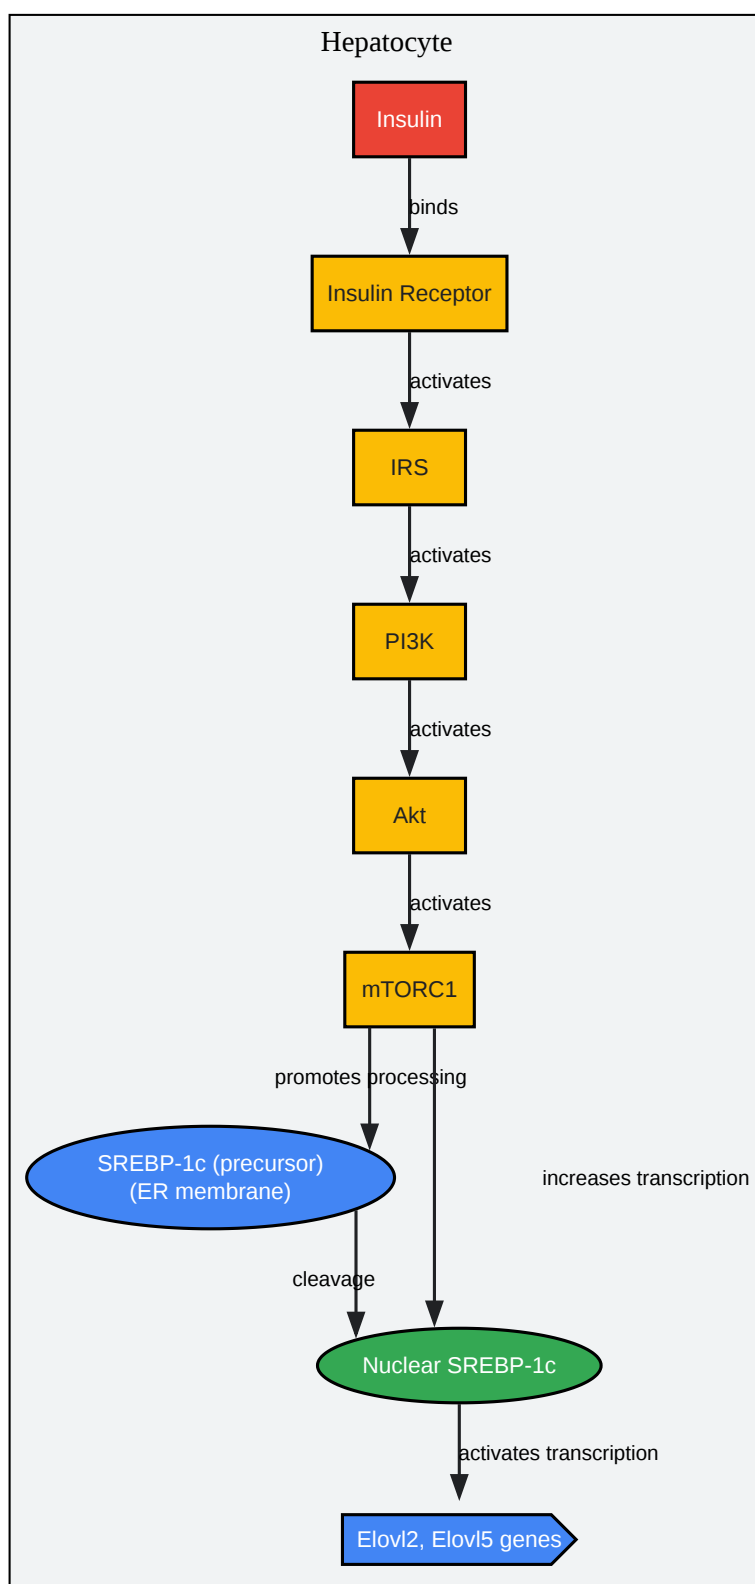 Hepatocyte
Insulin
binds
Insulin Receptor
activates
IRS
activates
PI3K
activates
Akt
activates
mTORC1
promotes processing
SREBP-1c (precursor)
(ER membrane)
increases transcription
cleavage
Nuclear SREBP-1c
activates transcription
Elovl2, Elovl5 genes